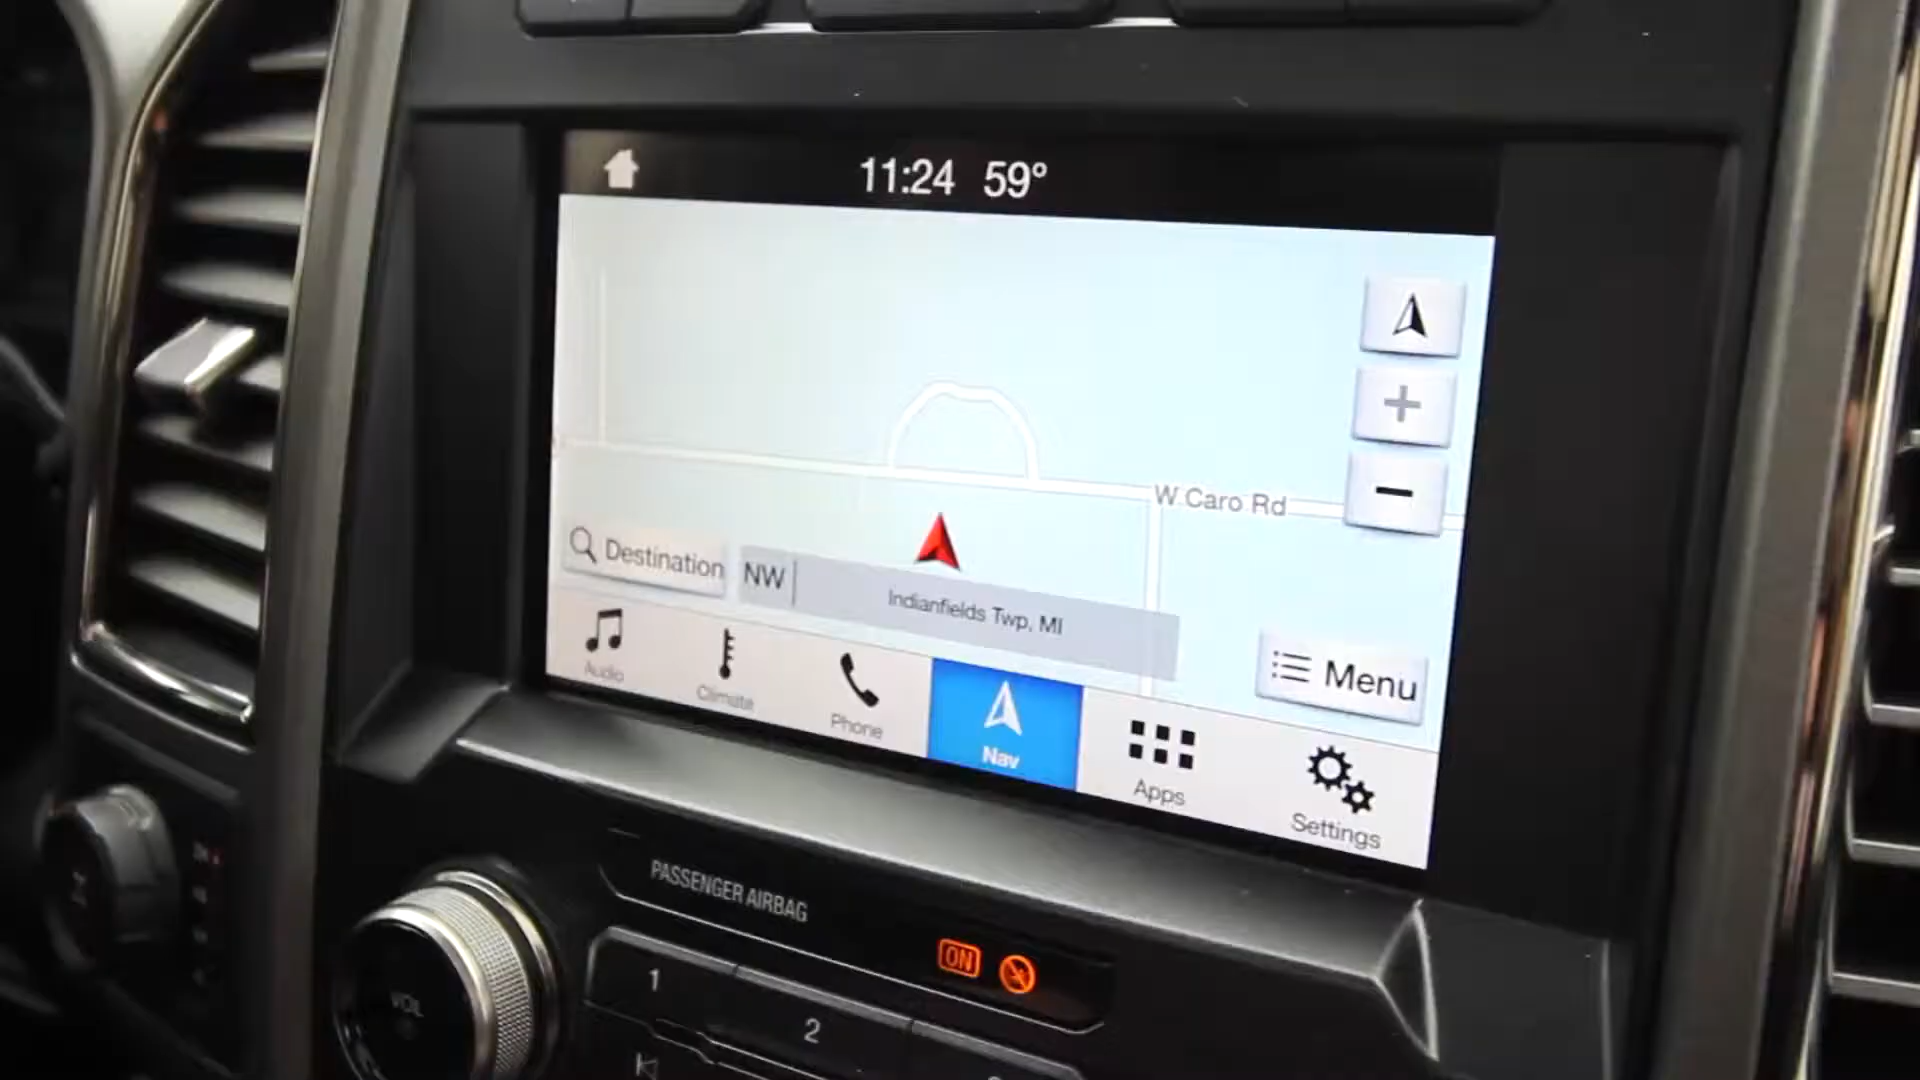 11:24 59°
W Caro Rd
Destination
NW
Indianfields Twp, MI
Menu
Audio
Climate
Phone
Nav
Apps
Settings
PASSENGER AIRBAG
ON
1
2
VOL